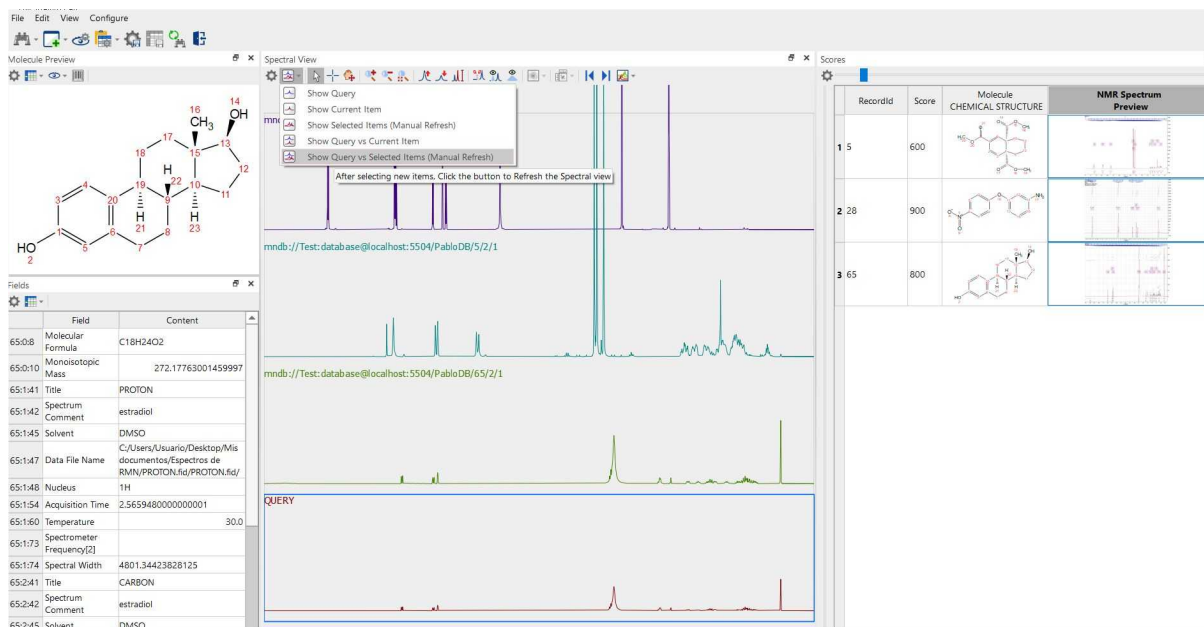 File Edit View Configure
Molecule Preview
16
14
CH3
OH
17
13
18
15
12
H
22
4
19
10
3
20
9
11
H
H
1
6
8
21
23
HO
5
7
2
Fields
Field Content
65:0:8 Molecular Formula C18H24O2
65:0:10 Monoisotopic Mass 272.17763001459997
65:1:41 Title PROTON
65:1:42 Spectrum Comment estradiol
65:1:45 Solvent DMSO
65:1:47 Data File Name C:/Users/Usuario/Desktop/Mis
documentos/Espectros de
RMN/PROTON.fid/PROTON.fid/
65:1:48 Nucleus 1H
65:1:54 Acquisition Time 2.5659480000000001
65:1:60 Temperature 30.0
65:1:73 Spectrometer Frequency[2]
65:1:74 Spectral Width 4801.34423828125
65:2:41 Title CARBON
65:2:42 Spectrum Comment estradiol
65:2:45 Solvent DMSO
Spectral View
Show Query
Show Current Item
Show Selected Items (Manual Refresh)
Show Query vs Current Item
Show Query vs Selected Items (Manual Refresh)
After selecting new items. Click the button to Refresh the Spectral view
mndb://Test:database@localhost:5504/PabloDB/5/2/1
mndb://Test:database@localhost:5504/PabloDB/65/2/1
QUERY
Scores
RecordId Score Molecule NMR Spectrum
CHEMICAL STRUCTURE Preview
1 5 600
2 28 900
3 65 800